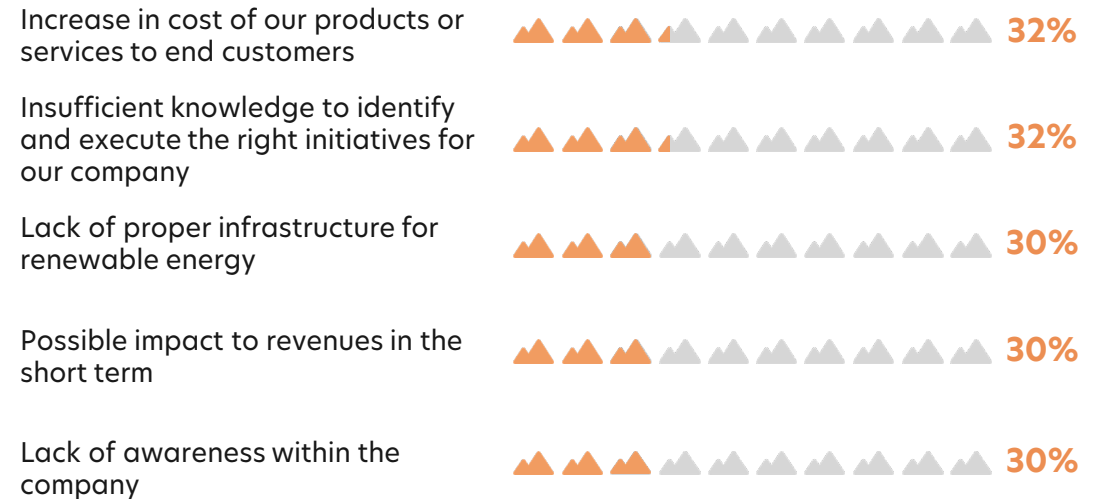 Increase in cost of our products or
services to end customers
32%
Insufficient knowledge to identify
and execute the right initiatives for
our company
32%
Lack of proper infrastructure for
renewable energy
30%
Possible impact to revenues in the
short term
30%
Lack of awareness within the
company
30%